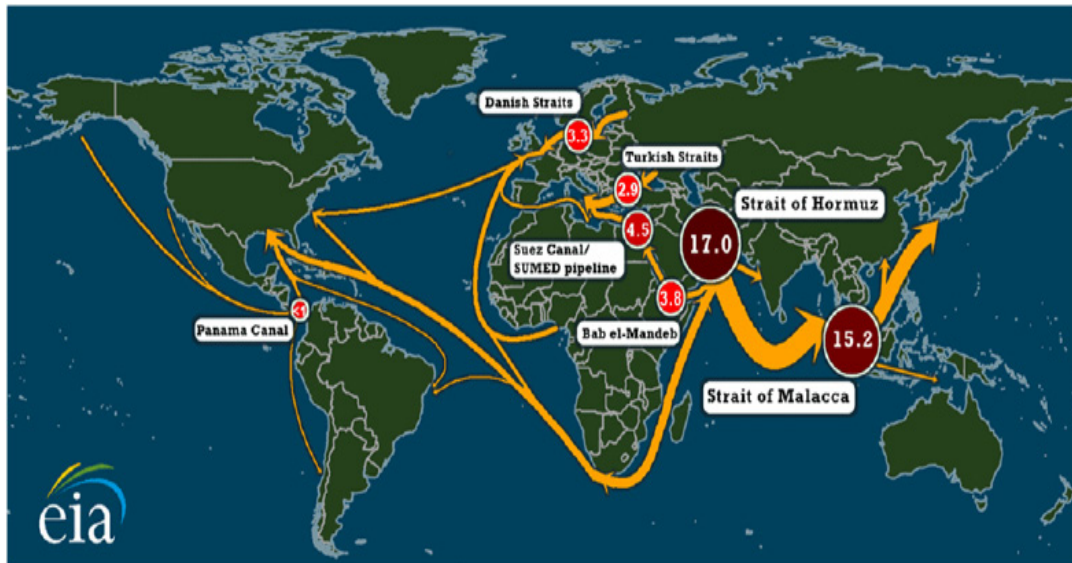 Danish Straits
3.3
Turkish Straits
2.9
Strait of Hormuz
17.0
4.5
Suez Canal/
SUMED pipeline
3.8
Bab el-Mandeb
<1
Panama Canal
15.2
Strait of Malacca
eia